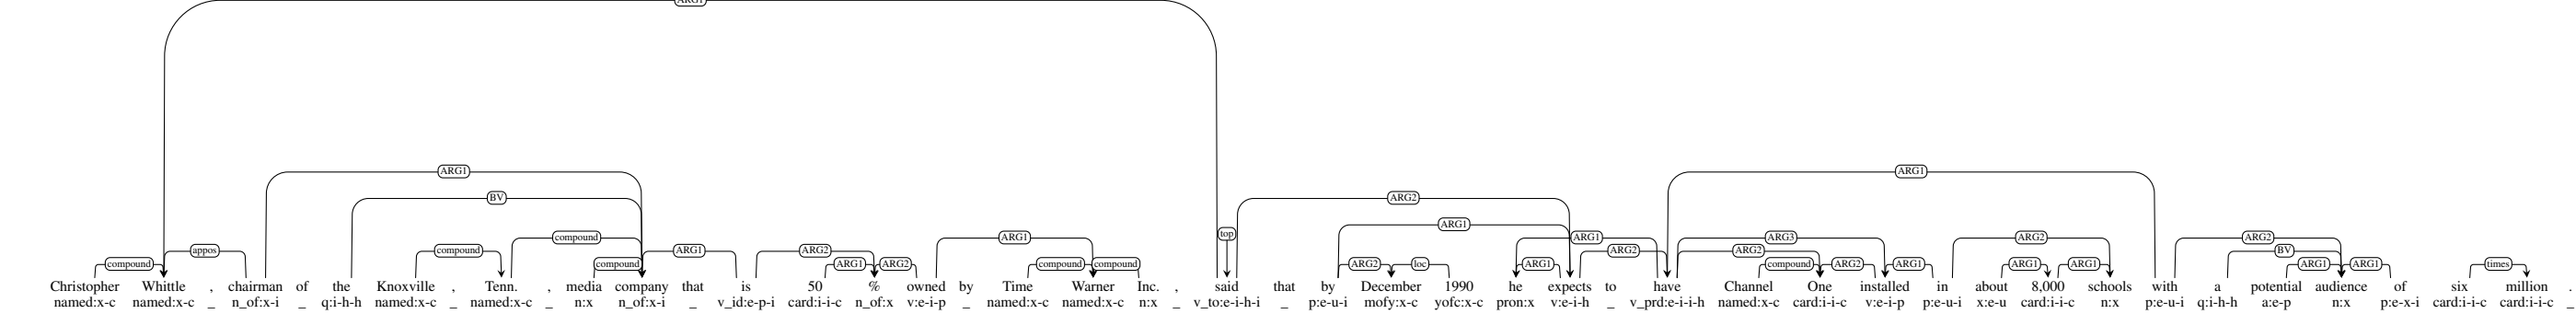 ARG1
ARG1 ARG1
BV ARG2
ARG1
compound ARG1 ARG1 ARG3 ARG2 ARG2
top
appos compound ARG1 ARG2 ARG2 ARG2 BV
compound compound ARG1 ARG2 compound compound ARG2 loc ARG1 compound ARG2 ARG1 ARG1 ARG1 ARG1 ARG1 times
Christopher Whittle , chairman of the Knoxville , Tenn. , media company that is 50 % owned by Time Warner Inc. , said that by December 1990 he expects to have Channel One installed in about 8,000 schools with a potential audience of six million .
named:x-c named:x-c _ n_of:x-i _ q:i-h-h named:x-c _ named:x-c _ n:x n_of:x-i _ v_id:e-p-i card:i-i-c n_of:x v:e-i-p _ named:x-c named:x-c n:x _ v_to:e-i-h-i _ p:e-u-i mofy:x-c yofc:x-c pron:x v:e-i-h _ v_prd:e-i-i-h named:x-c card:i-i-c v:e-i-p p:e-u-i x:e-u card:i-i-c n:x p:e-u-i q:i-h-h a:e-p n:x p:e-x-i card:i-i-c card:i-i-c _